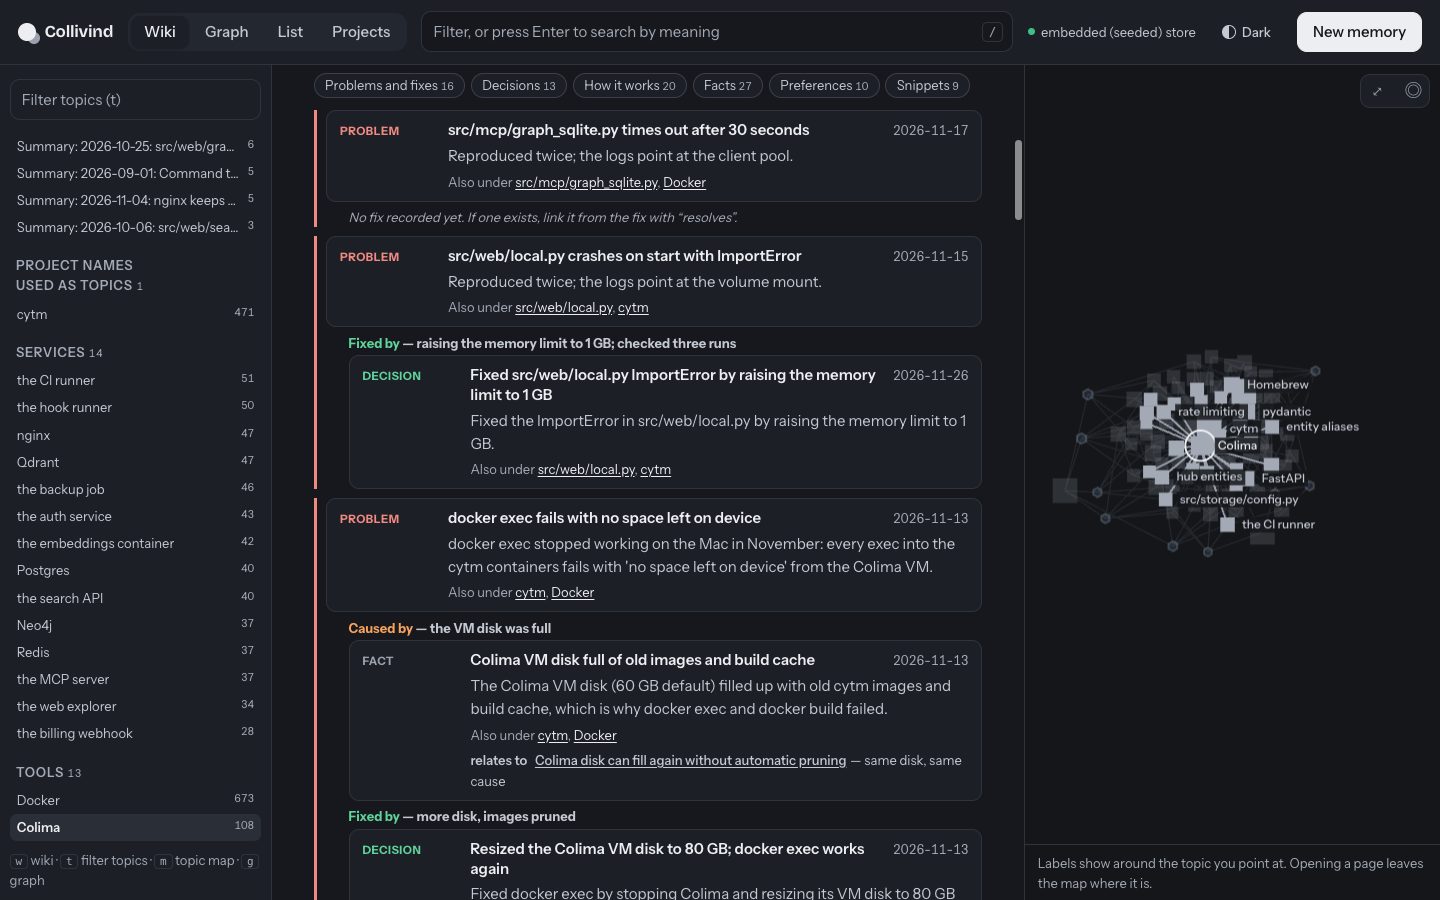 Collivind
Wiki
Graph
List
Projects
Filter, or press Enter to search by meaning
/
embedded (seeded) store
Dark
New memory
Filter topics (t)
Summary: 2026-10-25: src/web/gra... 6
Summary: 2026-09-01: Command t... 5
Summary: 2026-11-04: nginx keeps ... 5
Summary: 2026-10-06: src/web/sea... 3
PROJECT NAMES
USED AS TOPICS 1
cytm 471
SERVICES 14
the CI runner 51
the hook runner 50
nginx 47
Qdrant 47
the backup job 46
the auth service 43
the embeddings container 42
Postgres 40
the search API 40
Neo4j 37
Redis 37
the MCP server 37
the web explorer 34
the billing webhook 28
TOOLS 13
Docker 673
Colima 108
w wiki · t filter topics · m topic map · g
graph
Problems and fixes 16
Decisions 13
How it works 20
Facts 27
Preferences 10
Snippets 9
PROBLEM src/mcp/graph_sqlite.py times out after 30 seconds 2026-11-17
Reproduced twice; the logs point at the client pool.
Also under src/mcp/graph_sqlite.py, Docker
No fix recorded yet. If one exists, link it from the fix with “resolves”.
PROBLEM src/web/local.py crashes on start with ImportError 2026-11-15
Reproduced twice; the logs point at the volume mount.
Also under src/web/local.py, cytm
Fixed by — raising the memory limit to 1 GB; checked three runs
DECISION Fixed src/web/local.py ImportError by raising the memory 2026-11-26
limit to 1 GB
Fixed the ImportError in src/web/local.py by raising the memory limit to 1
GB.
Also under src/web/local.py, cytm
PROBLEM docker exec fails with no space left on device 2026-11-13
docker exec stopped working on the Mac in November: every exec into the
cytm containers fails with 'no space left on device' from the Colima VM.
Also under cytm, Docker
Caused by — the VM disk was full
FACT Colima VM disk full of old images and build cache 2026-11-13
The Colima VM disk (60 GB default) filled up with old cytm images and
build cache, which is why docker exec and docker build failed.
Also under cytm, Docker
relates to Colima disk can fill again without automatic pruning — same disk, same
cause
Fixed by — more disk, images pruned
DECISION Resized the Colima VM disk to 80 GB; docker exec works 2026-11-13
again
Fixed docker exec by stopping Colima and resizing its VM disk to 80 GB
Homebrew
rate limiting
pydantic
cytm
entity aliases
Colima
hub entities
FastAPI
src/storage/config.py
the CI runner
Labels show around the topic you point at. Opening a page leaves
the map where it is.